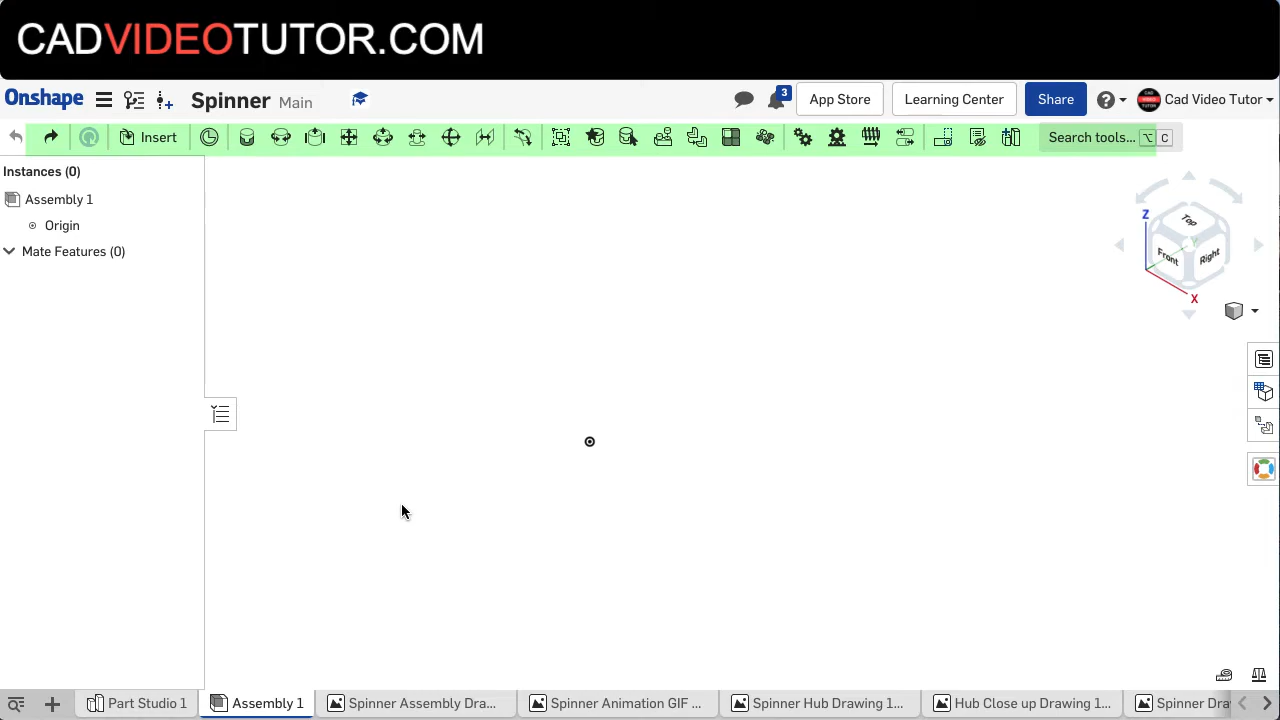 CADVIDEOTUTOR.COM
Onshape Spinner Main 3 App Store Learning Center Share Cad Video Tutor
Insert Search tools... ⌥ C
Instances (0)
Assembly 1
Origin
Mate Features (0)
Z
Top
Front
Right
Y
X
Part Studio 1 Assembly 1 Spinner Assembly Dra... Spinner Animation GIF ... Spinner Hub Drawing 1... Hub Close up Drawing 1... Spinner Dra